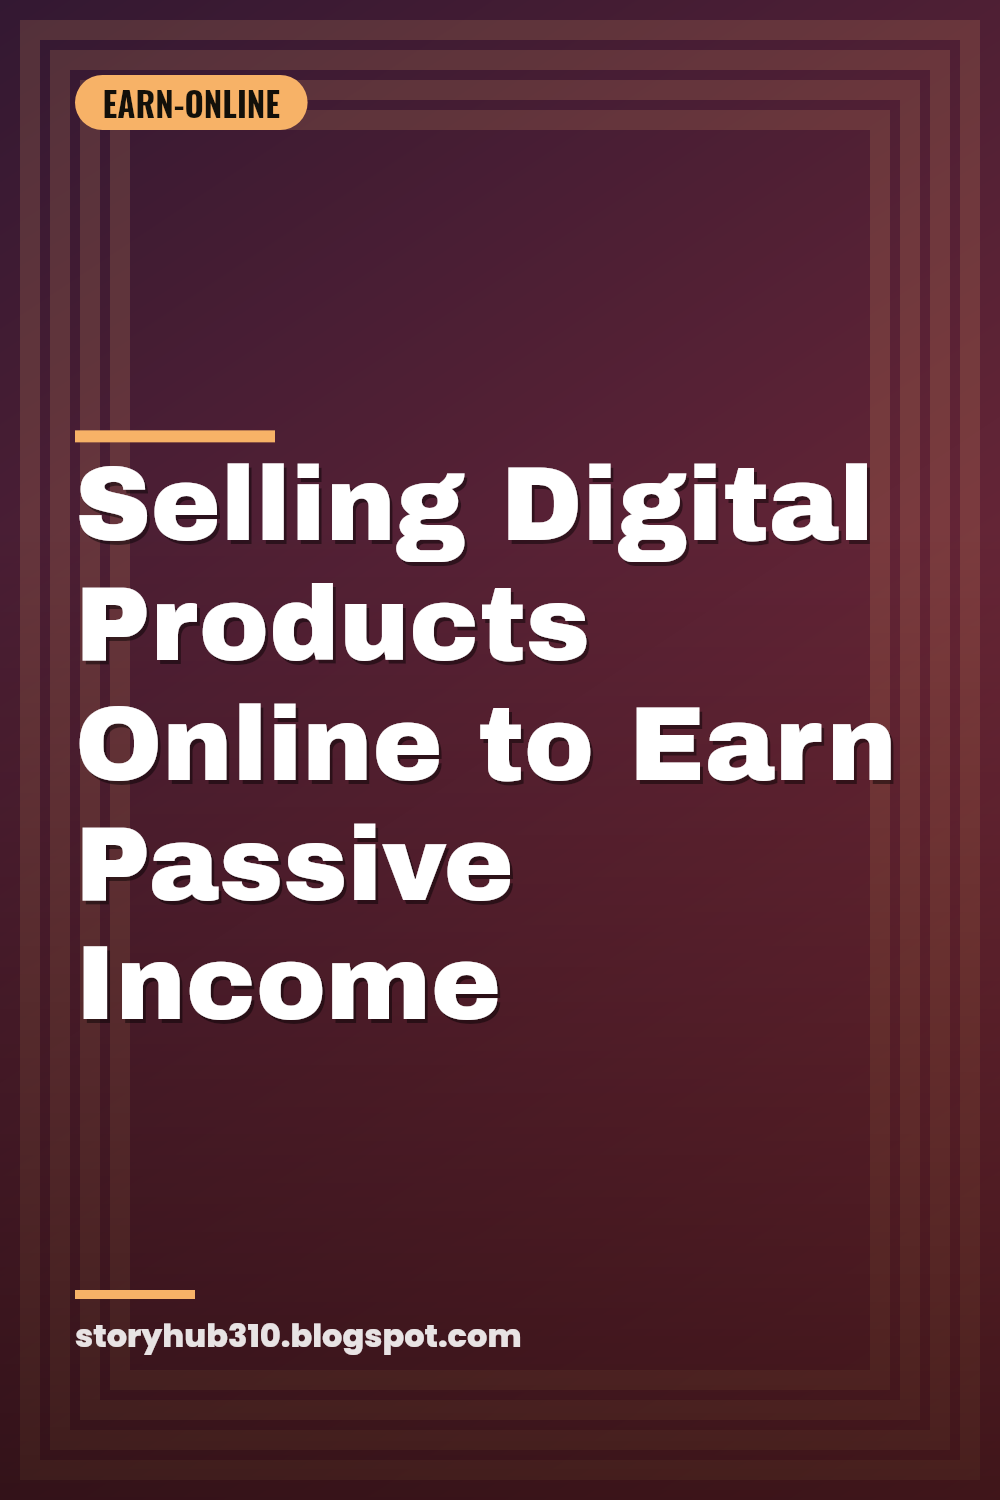 EARN-ONLINE
Selling Digital
Products
Online to Earn
Passive
Income
storyhub310.blogspot.com